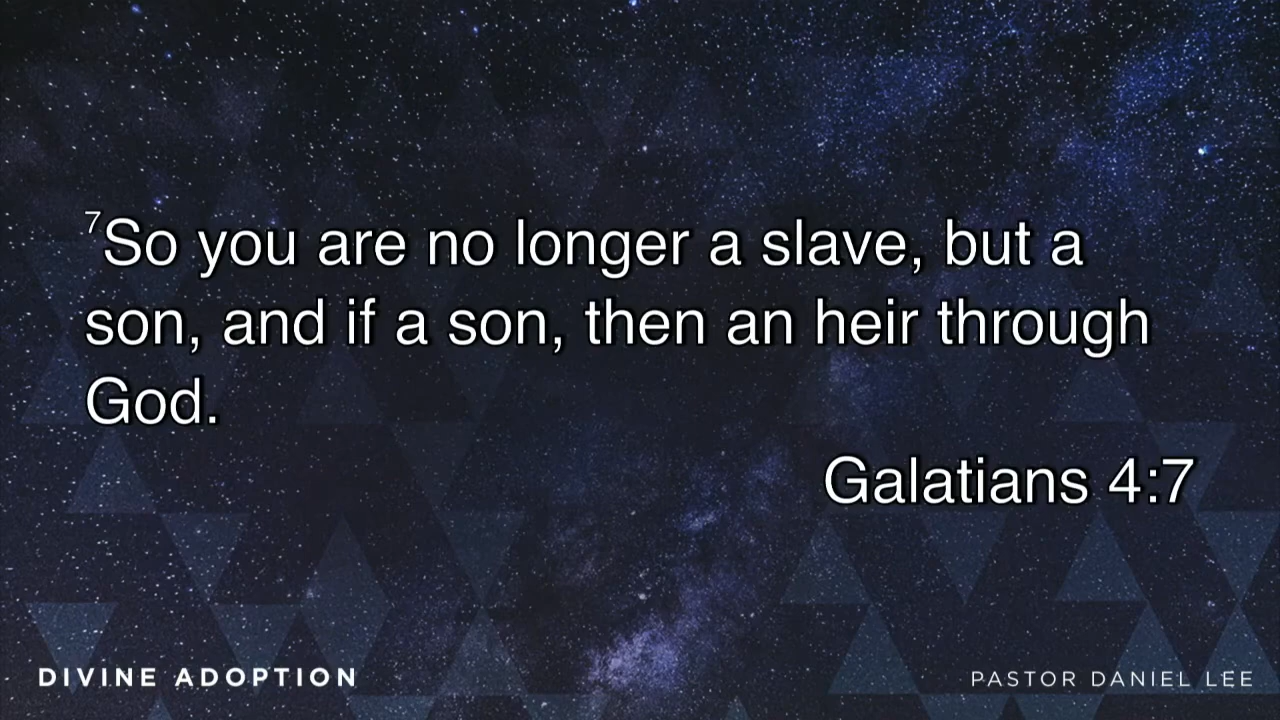 ⁷So you are no longer a slave, but a
son, and if a son, then an heir through
God.
Galatians 4:7
DIVINE ADOPTION
PASTOR DANIEL LEE